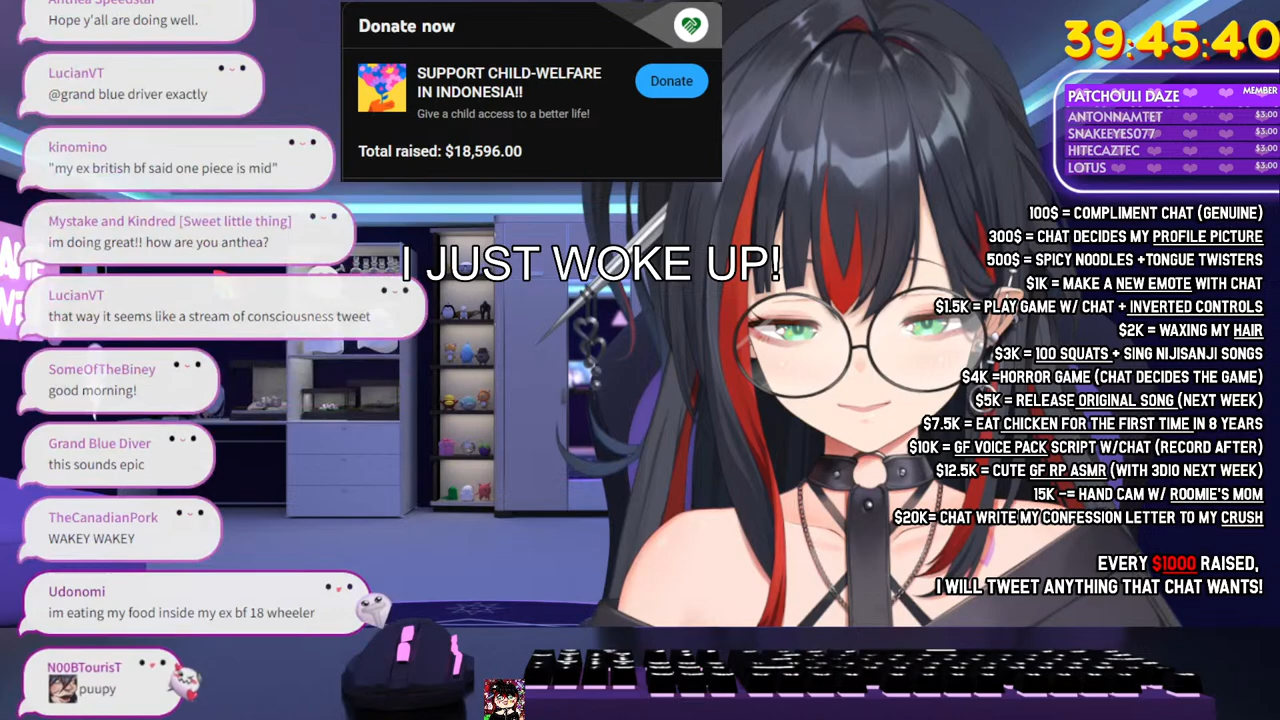 Anthea Speedstar
Hope y'all are doing well.
LucianVT
@grand blue driver exactly
kinomino
"my ex british bf said one piece is mid"
Mystake and Kindred [Sweet little thing]
im doing great!! how are you anthea?
LucianVT
that way it seems like a stream of consciousness tweet
SomeOfTheBiney
good morning!
Grand Blue Diver
this sounds epic
TheCanadianPork
WAKEY WAKEY
Udonomi
im eating my food inside my ex bf 18 wheeler
N00BTourisT
puupy
Donate now
SUPPORT CHILD-WELFARE
IN INDONESIA!!
Give a child access to a better life!
Donate
Total raised: $18,596.00
I JUST WOKE UP!
39:45:40
PATCHOULI DAZE MEMBER
ANTONNAMTET $3.00
SNAKEEYES077 $3.00
HITECAZTEC $3.00
LOTUS $3.00
100$ = COMPLIMENT CHAT (GENUINE)
300$ = CHAT DECIDES MY PROFILE PICTURE
500$ = SPICY NOODLES +TONGUE TWISTERS
$1K = MAKE A NEW EMOTE WITH CHAT
$1.5K = PLAY GAME W/ CHAT + INVERTED CONTROLS
$2K = WAXING MY HAIR
$3K = 100 SQUATS + SING NIJISANJI SONGS
$4K =HORROR GAME (CHAT DECIDES THE GAME)
$5K = RELEASE ORIGINAL SONG (NEXT WEEK)
$7.5K = EAT CHICKEN FOR THE FIRST TIME IN 8 YEARS
$10K = GF VOICE PACK SCRIPT W/CHAT (RECORD AFTER)
$12.5K = CUTE GF RP ASMR (WITH 3DIO NEXT WEEK)
15K -= HAND CAM W/ ROOMIE'S MOM
$20K= CHAT WRITE MY CONFESSION LETTER TO MY CRUSH
EVERY $1000 RAISED,
I WILL TWEET ANYTHING THAT CHAT WANTS!